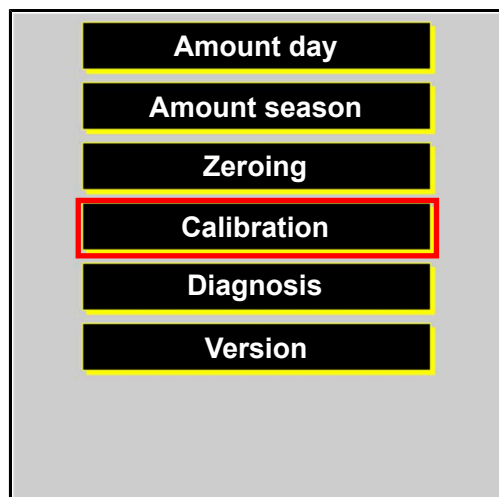 Amount day
Amount season
Zeroing
Calibration
Diagnosis
Version